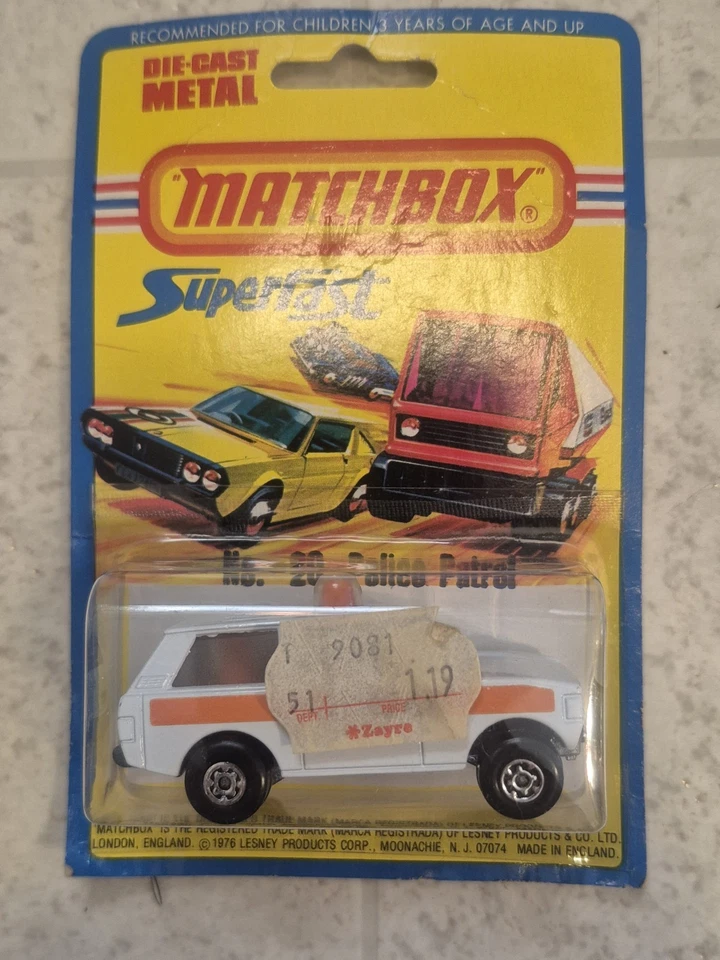 RECOMMENDED FOR CHILDREN 3 YEARS OF AGE AND UP
DIE-CAST
METAL
"MATCHBOX"®
Superfast
No. 20 Police Patrol
T 9081
51 1.19
DEPT PRICE
*Zayre
"MATCHBOX" IS THE REGISTERED TRADE MARK (MARCA REGISTRADA) OF LESNEY PRODUCTS & CO. LTD.
LONDON, ENGLAND. © 1976 LESNEY PRODUCTS CORP., MOONACHIE, N. J. 07074 MADE IN ENGLAND.